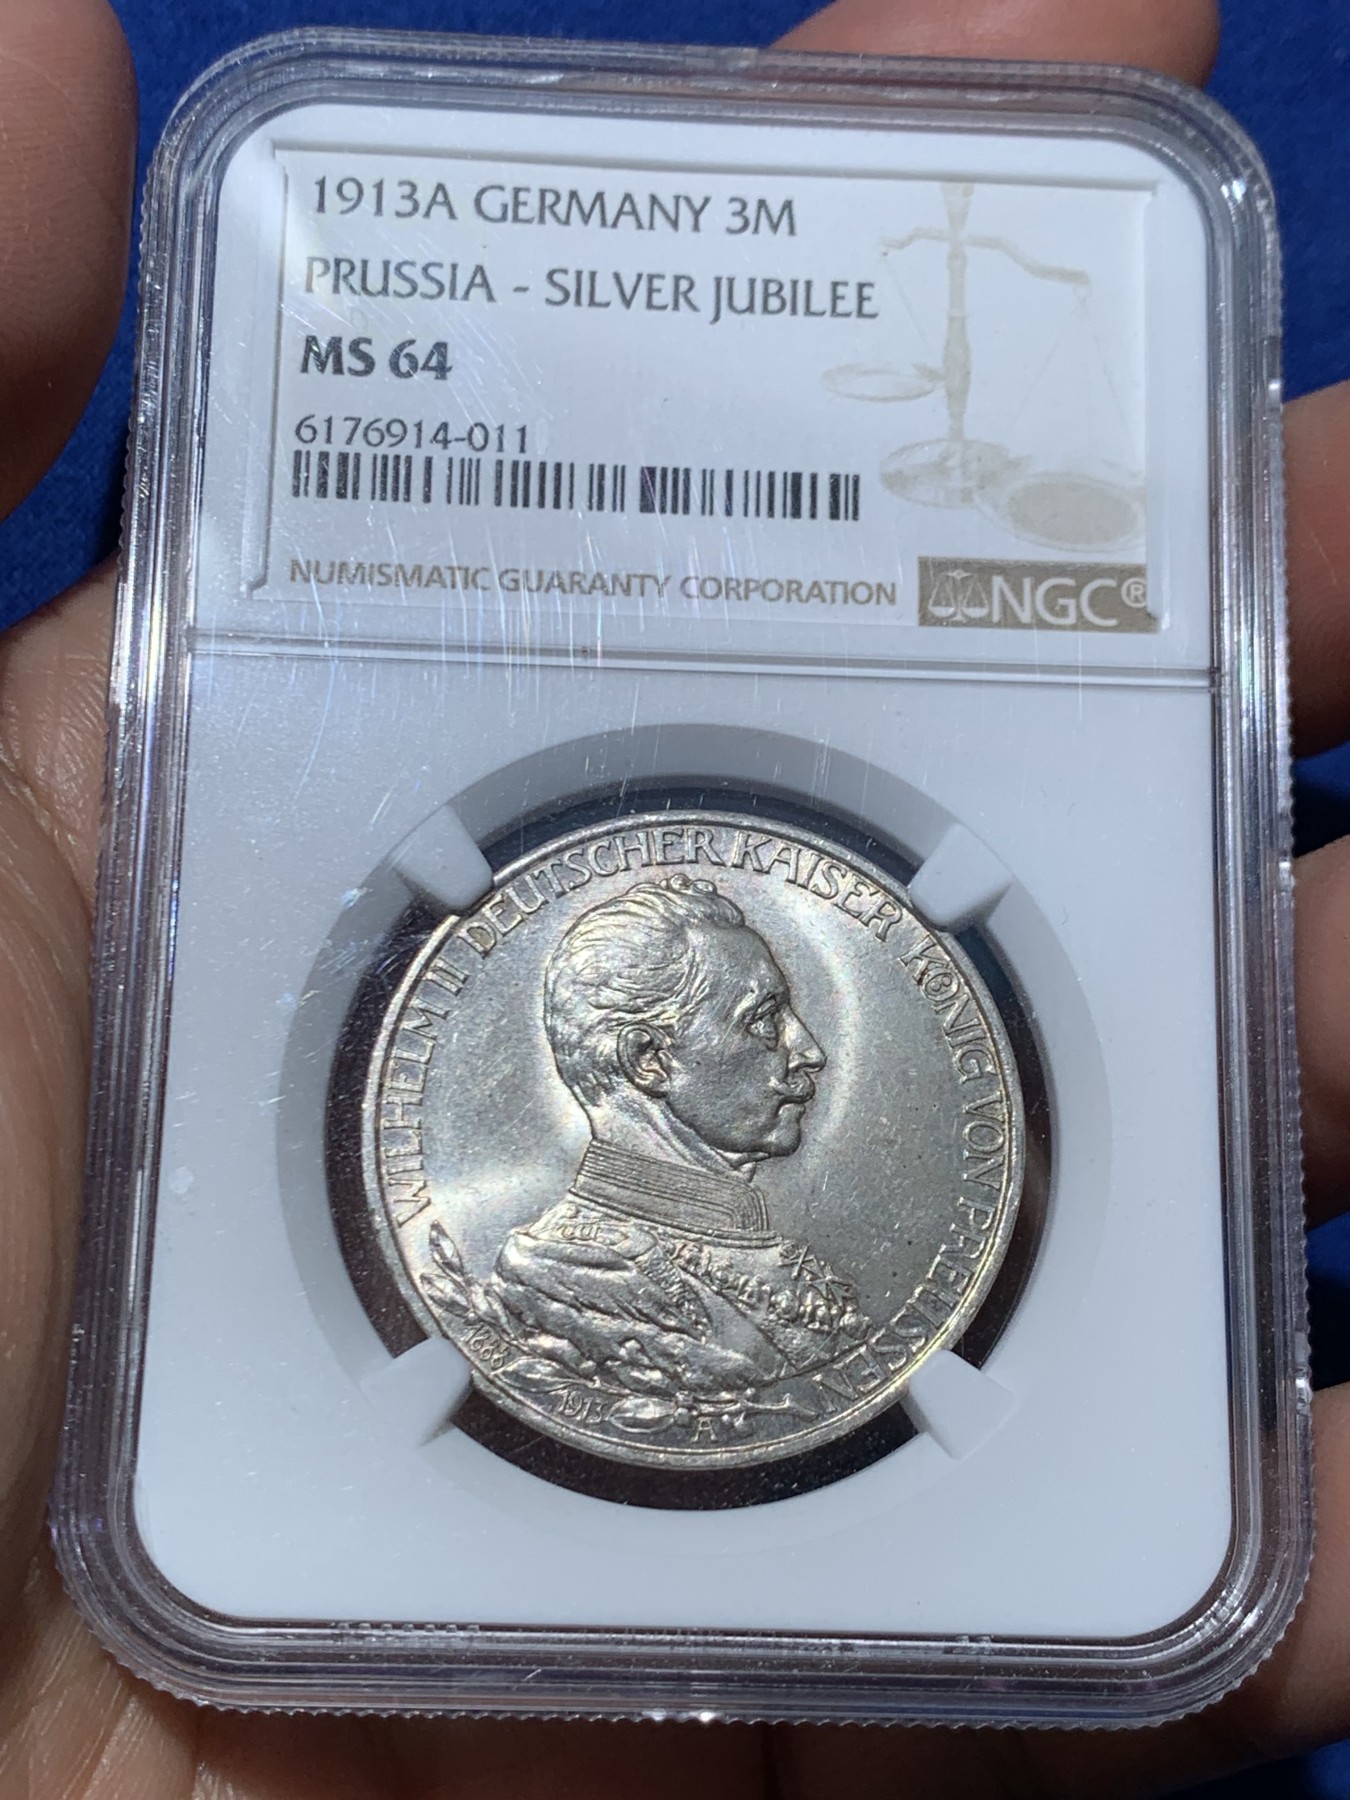 1913A GERMANY 3M
PRUSSIA - SILVER JUBILEE
MS 64
6176914-011
NUMISMATIC GUARANTY CORPORATION
NGC®
WILHELM II DEUTSCHER KAISER KÖNIG VON PREUSSEN
1888
1913
A